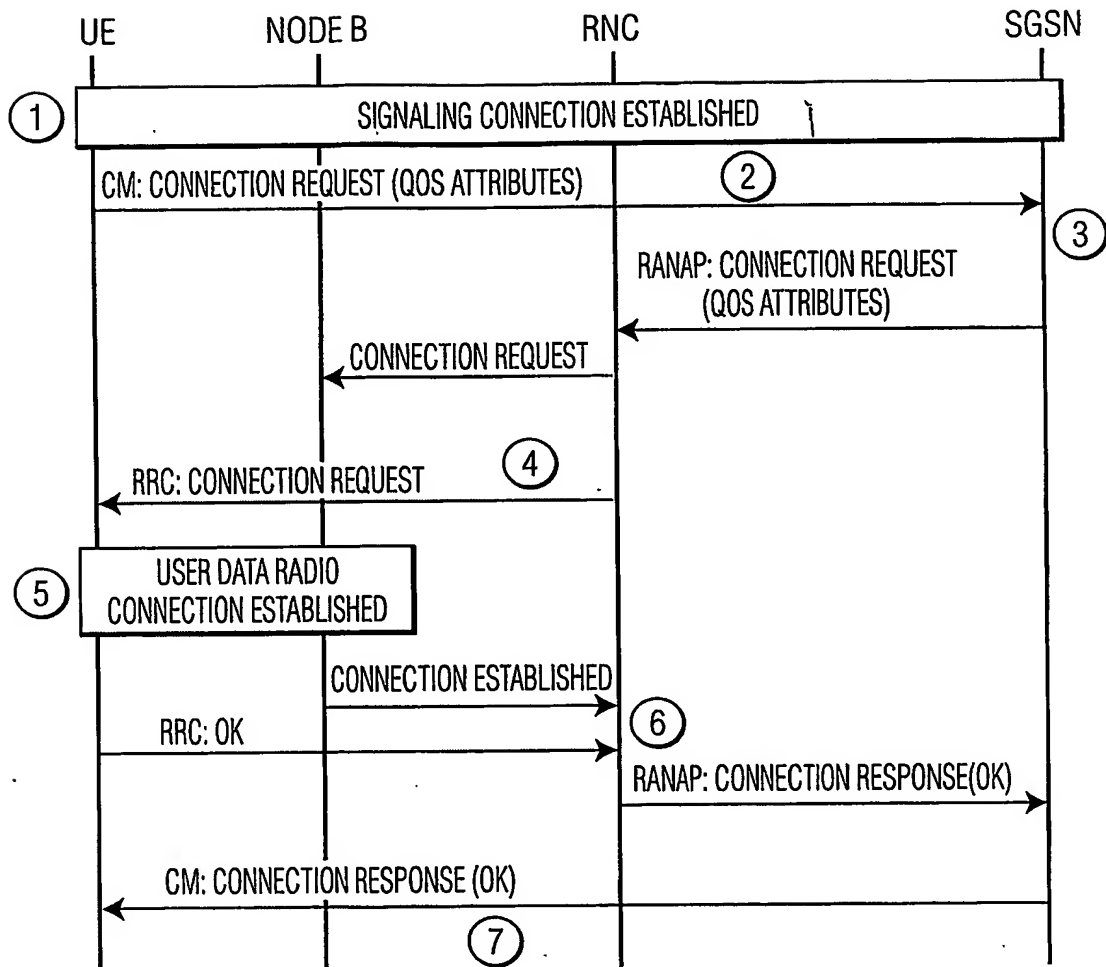 UE NODE B RNC SGSN
1 SIGNALING CONNECTION ESTABLISHED
CM: CONNECTION REQUEST (QOS ATTRIBUTES) 2
3
RANAP: CONNECTION REQUEST
(QOS ATTRIBUTES)
CONNECTION REQUEST
4
RRC: CONNECTION REQUEST
5 USER DATA RADIO
CONNECTION ESTABLISHED
CONNECTION ESTABLISHED
6
RRC: OK
RANAP: CONNECTION RESPONSE(OK)
CM: CONNECTION RESPONSE (OK)
7